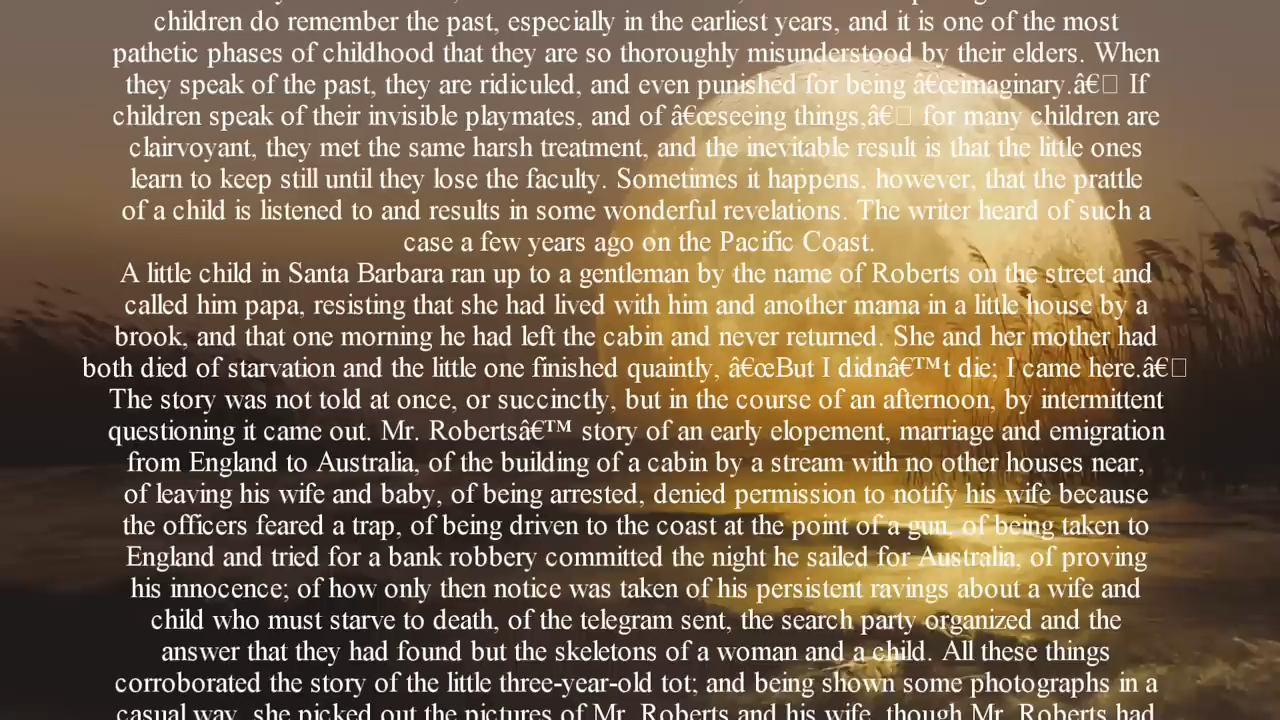 children do remember the past, especially in the earliest years, and it is one of the most
pathetic phases of childhood that they are so thoroughly misunderstood by their elders. When
they speak of the past, they are ridiculed, and even punished for being â€œimaginary.â€□ If
children speak of their invisible playmates, and of â€œseeing things,â€□ for many children are
clairvoyant, they met the same harsh treatment, and the inevitable result is that the little ones
learn to keep still until they lose the faculty. Sometimes it happens, however, that the prattle
of a child is listened to and results in some wonderful revelations. The writer heard of such a
case a few years ago on the Pacific Coast.
A little child in Santa Barbara ran up to a gentleman by the name of Roberts on the street and
called him papa, resisting that she had lived with him and another mama in a little house by a
brook, and that one morning he had left the cabin and never returned. She and her mother had
both died of starvation and the little one finished quaintly, â€œBut I didnâ€™t die; I came here.â€□
The story was not told at once, or succinctly, but in the course of an afternoon, by intermittent
questioning it came out. Mr. Robertsâ€™ story of an early elopement, marriage and emigration
from England to Australia, of the building of a cabin by a stream with no other houses near,
of leaving his wife and baby, of being arrested, denied permission to notify his wife because
the officers feared a trap, of being driven to the coast at the point of a gun, of being taken to
England and tried for a bank robbery committed the night he sailed for Australia, of proving
his innocence; of how only then notice was taken of his persistent ravings about a wife and
child who must starve to death, of the telegram sent, the search party organized and the
answer that they had found but the skeletons of a woman and a child. All these things
corroborated the story of the little three-year-old tot; and being shown some photographs in a
casual way, she picked out the pictures of Mr. Roberts and his wife, though Mr. Roberts had